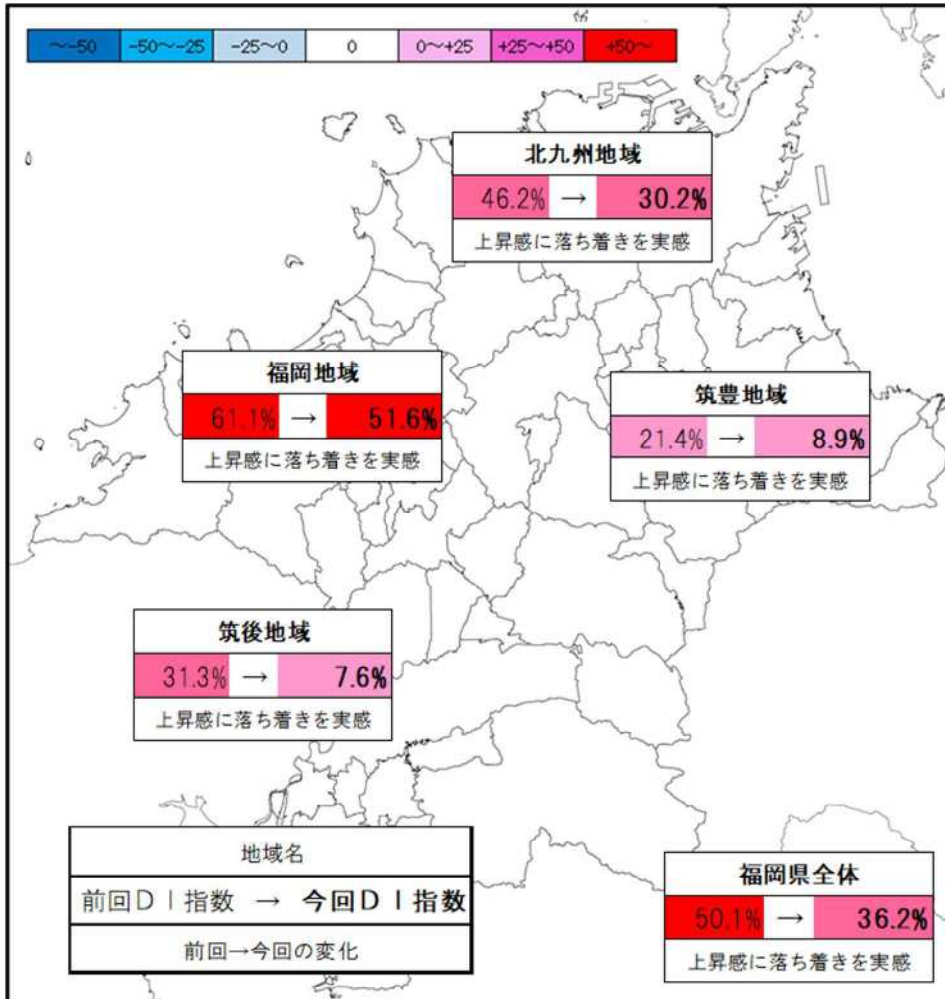 ～-50 -50～-25 -25～0 0 0～+25 +25～+50 +50～
北九州地域
46.2% → 30.2%
上昇感に落ち着きを実感
福岡地域
61.1% → 51.6%
上昇感に落ち着きを実感
筑豊地域
21.4% → 8.9%
上昇感に落ち着きを実感
筑後地域
31.3% → 7.6%
上昇感に落ち着きを実感
地域名
前回ＤＩ指数 → 今回ＤＩ指数
前回→今回の変化
福岡県全体
50.1% → 36.2%
上昇感に落ち着きを実感